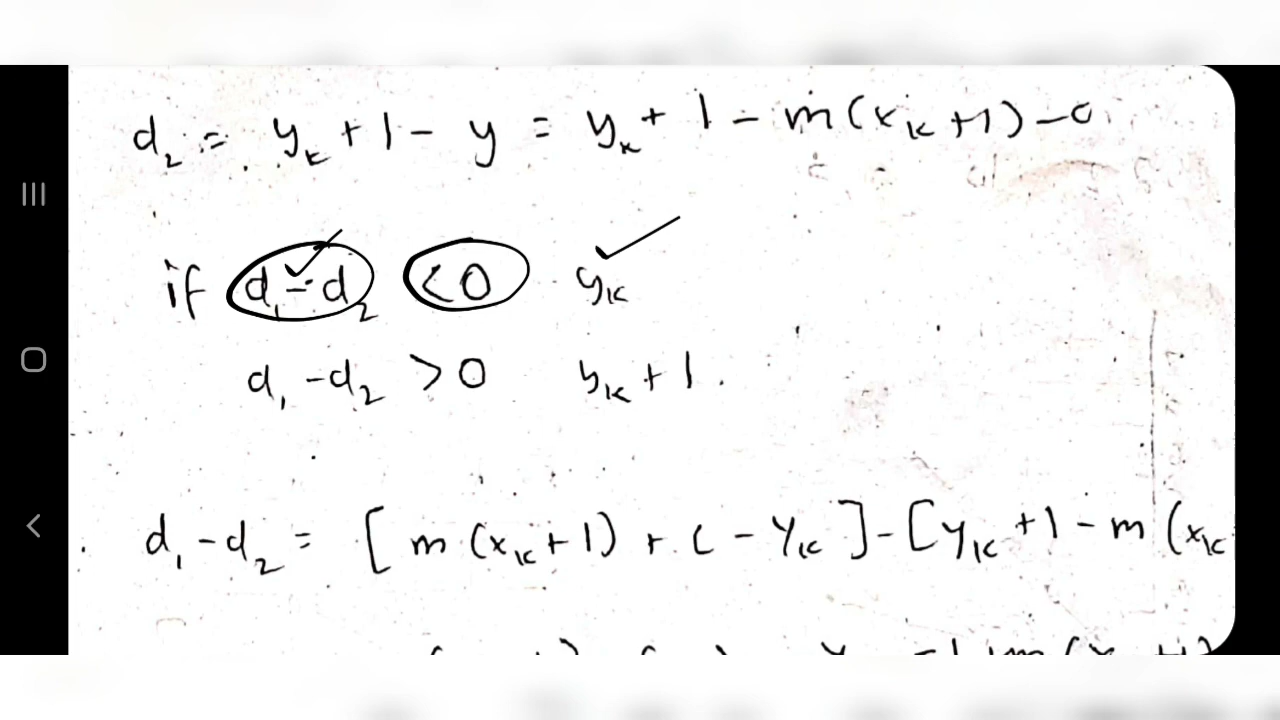 d₂ = yₖ + 1 - y = yₖ + 1 - m(xₖ + 1) - c
if d₁ - d₂ < 0 yₖ
d₁ - d₂ > 0 yₖ + 1.
d₁ - d₂ = [ m (xₖ + 1) + c - yₖ ] - [ yₖ + 1 - m (xₖ